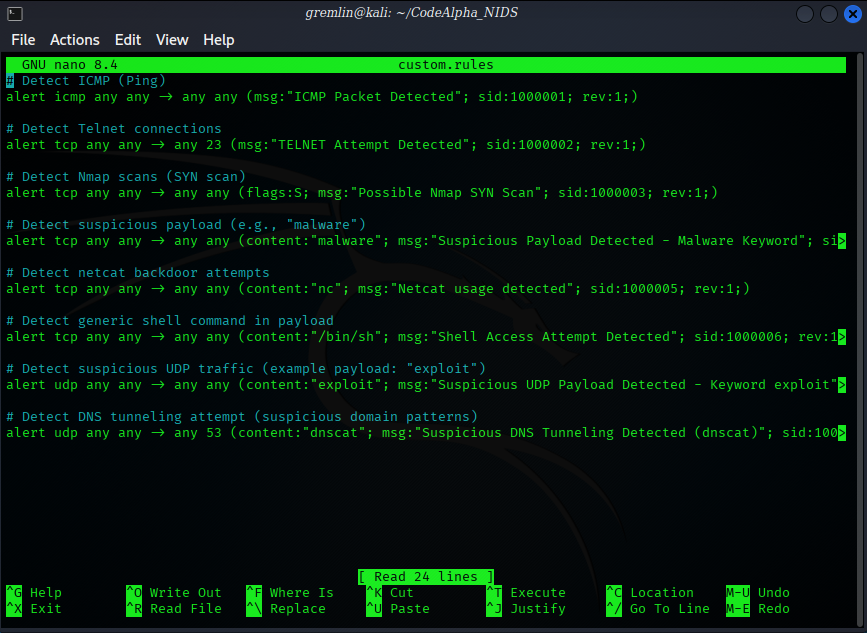 gremlin@kali: ~/CodeAlpha_NIDS
File Actions Edit View Help
GNU nano 8.4 custom.rules
# Detect ICMP (Ping)
alert icmp any any -> any any (msg:"ICMP Packet Detected"; sid:1000001; rev:1;)
# Detect Telnet connections
alert tcp any any -> any 23 (msg:"TELNET Attempt Detected"; sid:1000002; rev:1;)
# Detect Nmap scans (SYN scan)
alert tcp any any -> any any (flags:S; msg:"Possible Nmap SYN Scan"; sid:1000003; rev:1;)
# Detect suspicious payload (e.g., "malware")
alert tcp any any -> any any (content:"malware"; msg:"Suspicious Payload Detected - Malware Keyword"; si>
# Detect netcat backdoor attempts
alert tcp any any -> any any (content:"nc"; msg:"Netcat usage detected"; sid:1000005; rev:1;)
# Detect generic shell command in payload
alert tcp any any -> any any (content:"/bin/sh"; msg:"Shell Access Attempt Detected"; sid:1000006; rev:1>
# Detect suspicious UDP traffic (example payload: "exploit")
alert udp any any -> any any (content:"exploit"; msg:"Suspicious UDP Payload Detected - Keyword exploit">
# Detect DNS tunneling attempt (suspicious domain patterns)
alert udp any any -> any 53 (content:"dnscat"; msg:"Suspicious DNS Tunneling Detected (dnscat)"; sid:100>
[ Read 24 lines ]
^G Help ^O Write Out ^F Where Is ^K Cut ^T Execute ^C Location M-U Undo
^X Exit ^R Read File ^\ Replace ^U Paste ^J Justify ^/ Go To Line M-E Redo